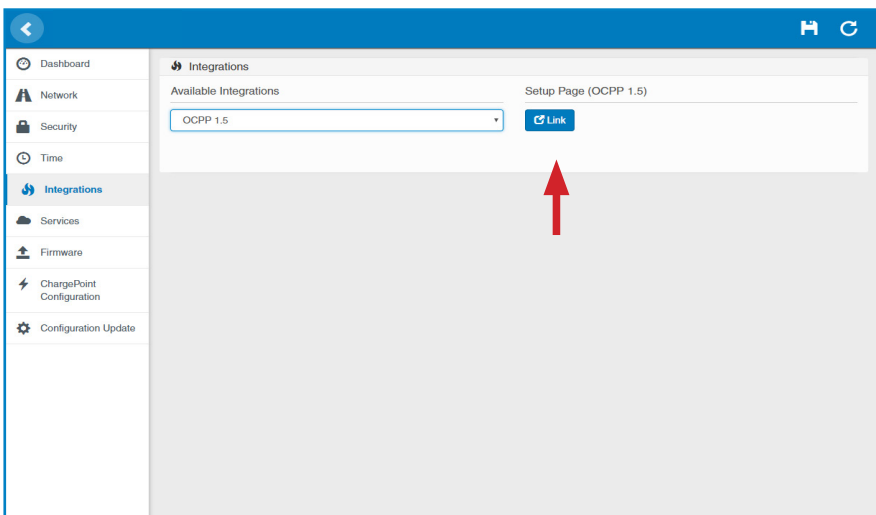 Dashboard
Network
Security
Time
Integrations
Services
Firmware
ChargePoint
Configuration
Configuration Update
Integrations
Available Integrations
OCPP 1.5
Setup Page (OCPP 1.5)
Link